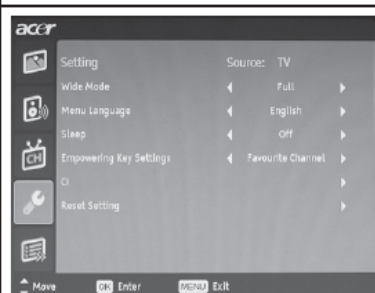 acer
Setting Source: TV
Wide Mode Full
Menu Language English
Sleep Off
Empowering Key Settings Favourite Channel
CI
Reset Setting
CH
Move OK Enter MENU Exit